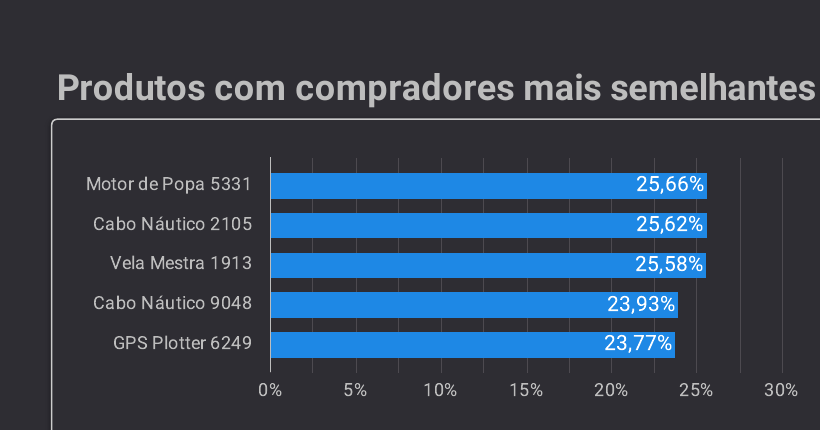 Produtos com compradores mais semelhantes
Motor de Popa 5331 25,66%
Cabo Náutico 2105 25,62%
Vela Mestra 1913 25,58%
Cabo Náutico 9048 23,93%
GPS Plotter 6249 23,77%
0% 5% 10% 15% 20% 25% 30%